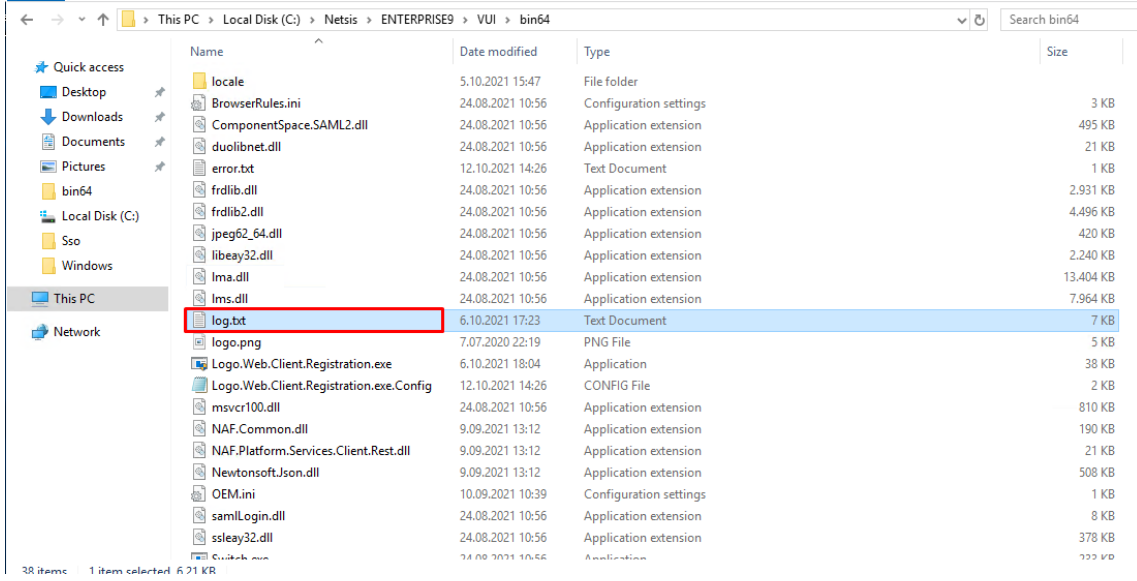 This PC > Local Disk (C:) > Netsis > ENTERPRISE9 > VUI > bin64
Search bin64
Quick access
Desktop
Downloads
Documents
Pictures
bin64
Local Disk (C:)
Sso
Windows
This PC
Network
Name Date modified Type Size
locale 5.10.2021 15:47 File folder
BrowserRules.ini 24.08.2021 10:56 Configuration settings 3 KB
ComponentSpace.SAML2.dll 24.08.2021 10:56 Application extension 495 KB
duolibnet.dll 24.08.2021 10:56 Application extension 21 KB
error.txt 12.10.2021 14:26 Text Document 1 KB
frdlib.dll 24.08.2021 10:56 Application extension 2.931 KB
frdlib2.dll 24.08.2021 10:56 Application extension 4.496 KB
jpeg62_64.dll 24.08.2021 10:56 Application extension 420 KB
libeay32.dll 24.08.2021 10:56 Application extension 2.240 KB
lma.dll 24.08.2021 10:56 Application extension 13.404 KB
lms.dll 24.08.2021 10:56 Application extension 7.964 KB
log.txt 6.10.2021 17:23 Text Document 7 KB
logo.png 7.07.2020 22:19 PNG File 5 KB
Logo.Web.Client.Registration.exe 6.10.2021 18:04 Application 38 KB
Logo.Web.Client.Registration.exe.Config 12.10.2021 14:26 CONFIG File 2 KB
msvcr100.dll 24.08.2021 10:56 Application extension 810 KB
NAF.Common.dll 9.09.2021 13:12 Application extension 190 KB
NAF.Platform.Services.Client.Rest.dll 9.09.2021 13:12 Application extension 21 KB
Newtonsoft.Json.dll 9.09.2021 13:12 Application extension 508 KB
OEM.ini 10.09.2021 10:39 Configuration settings 1 KB
samlLogin.dll 24.08.2021 10:56 Application extension 8 KB
ssleay32.dll 24.08.2021 10:56 Application extension 378 KB
Switch.exe 24.08.2021 10:56 Application
38 items 1 item selected 6,21 KB